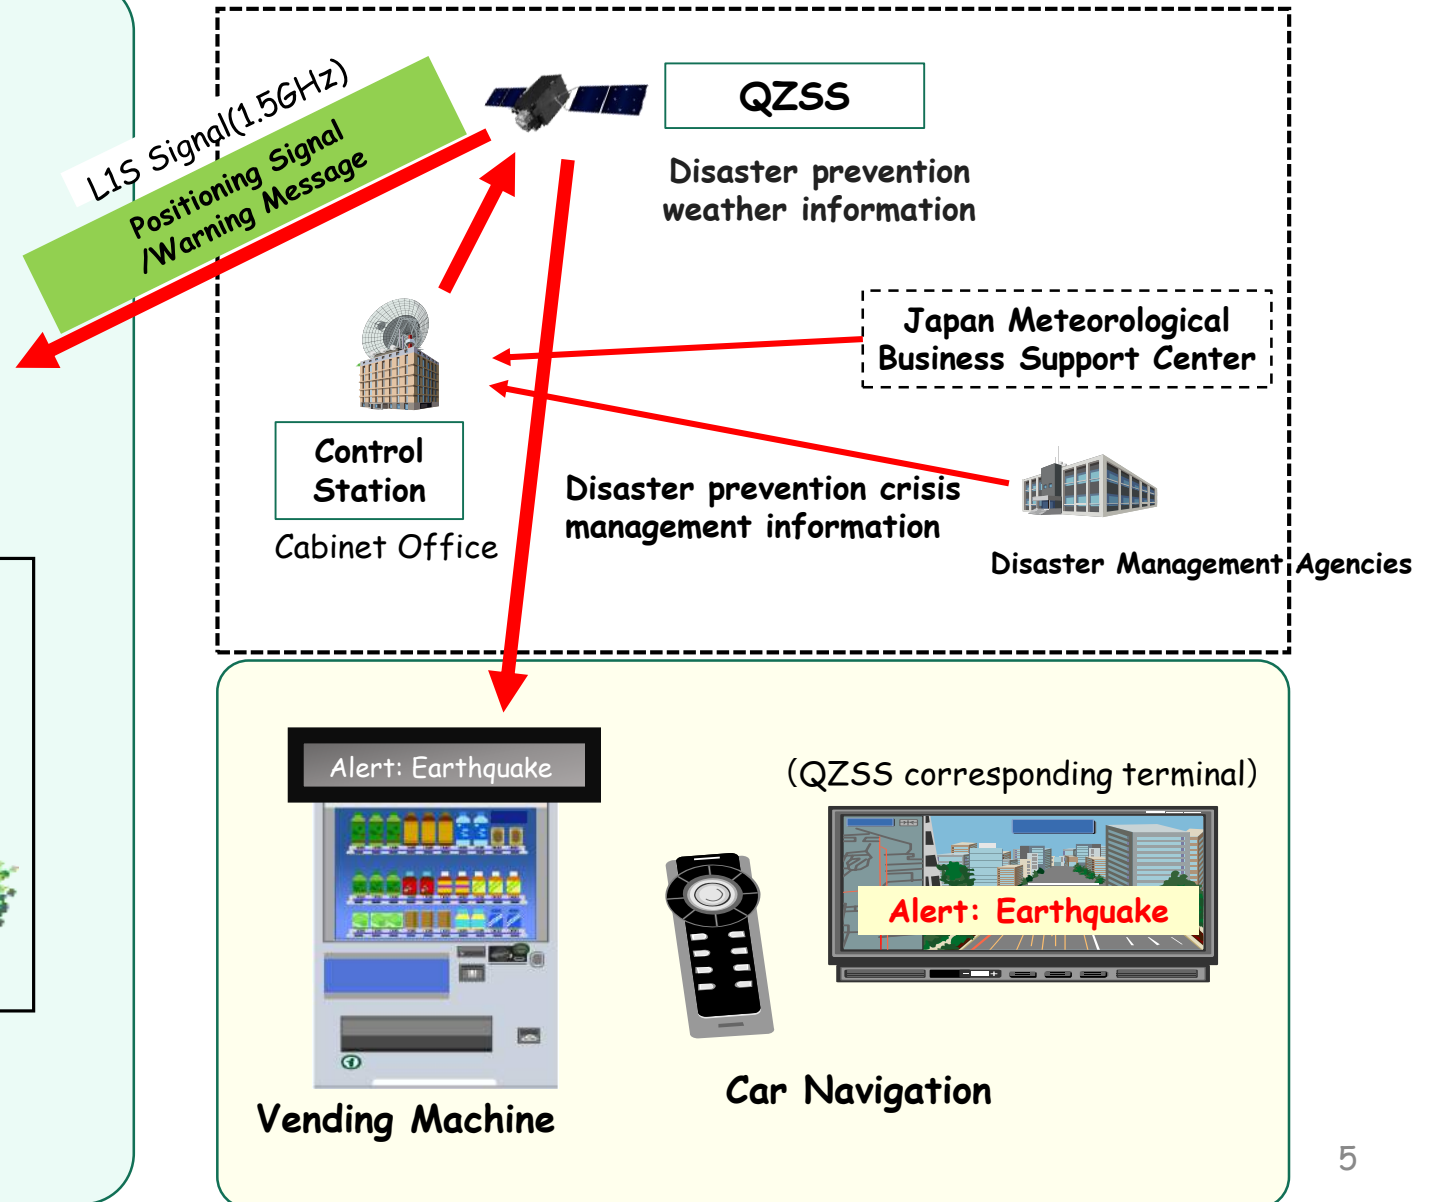 L1S Signal(1.5GHz)
Positioning Signal
/Warning Message
QZSS
Disaster prevention
weather information
Japan Meteorological
Business Support Center
Control
Station
Cabinet Office
Disaster prevention crisis
management information
Disaster Management Agencies
Alert: Earthquake
(QZSS corresponding terminal)
Alert: Earthquake
Vending Machine
Car Navigation
5